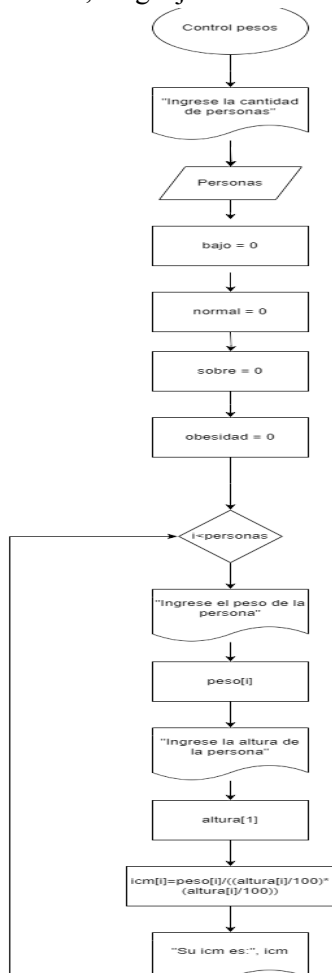 Control pesos
"Ingrese la cantidad
de personas"
Personas
bajo = 0
normal = 0
sobre = 0
obesidad = 0
i<personas
"Ingrese el peso de la
persona"
peso[i]
"Ingrese la altura de
la persona"
altura[1]
icm[i]=peso[i]/((altura[i]/100)*
(altura[i]/100))
"Su icm es:", icm